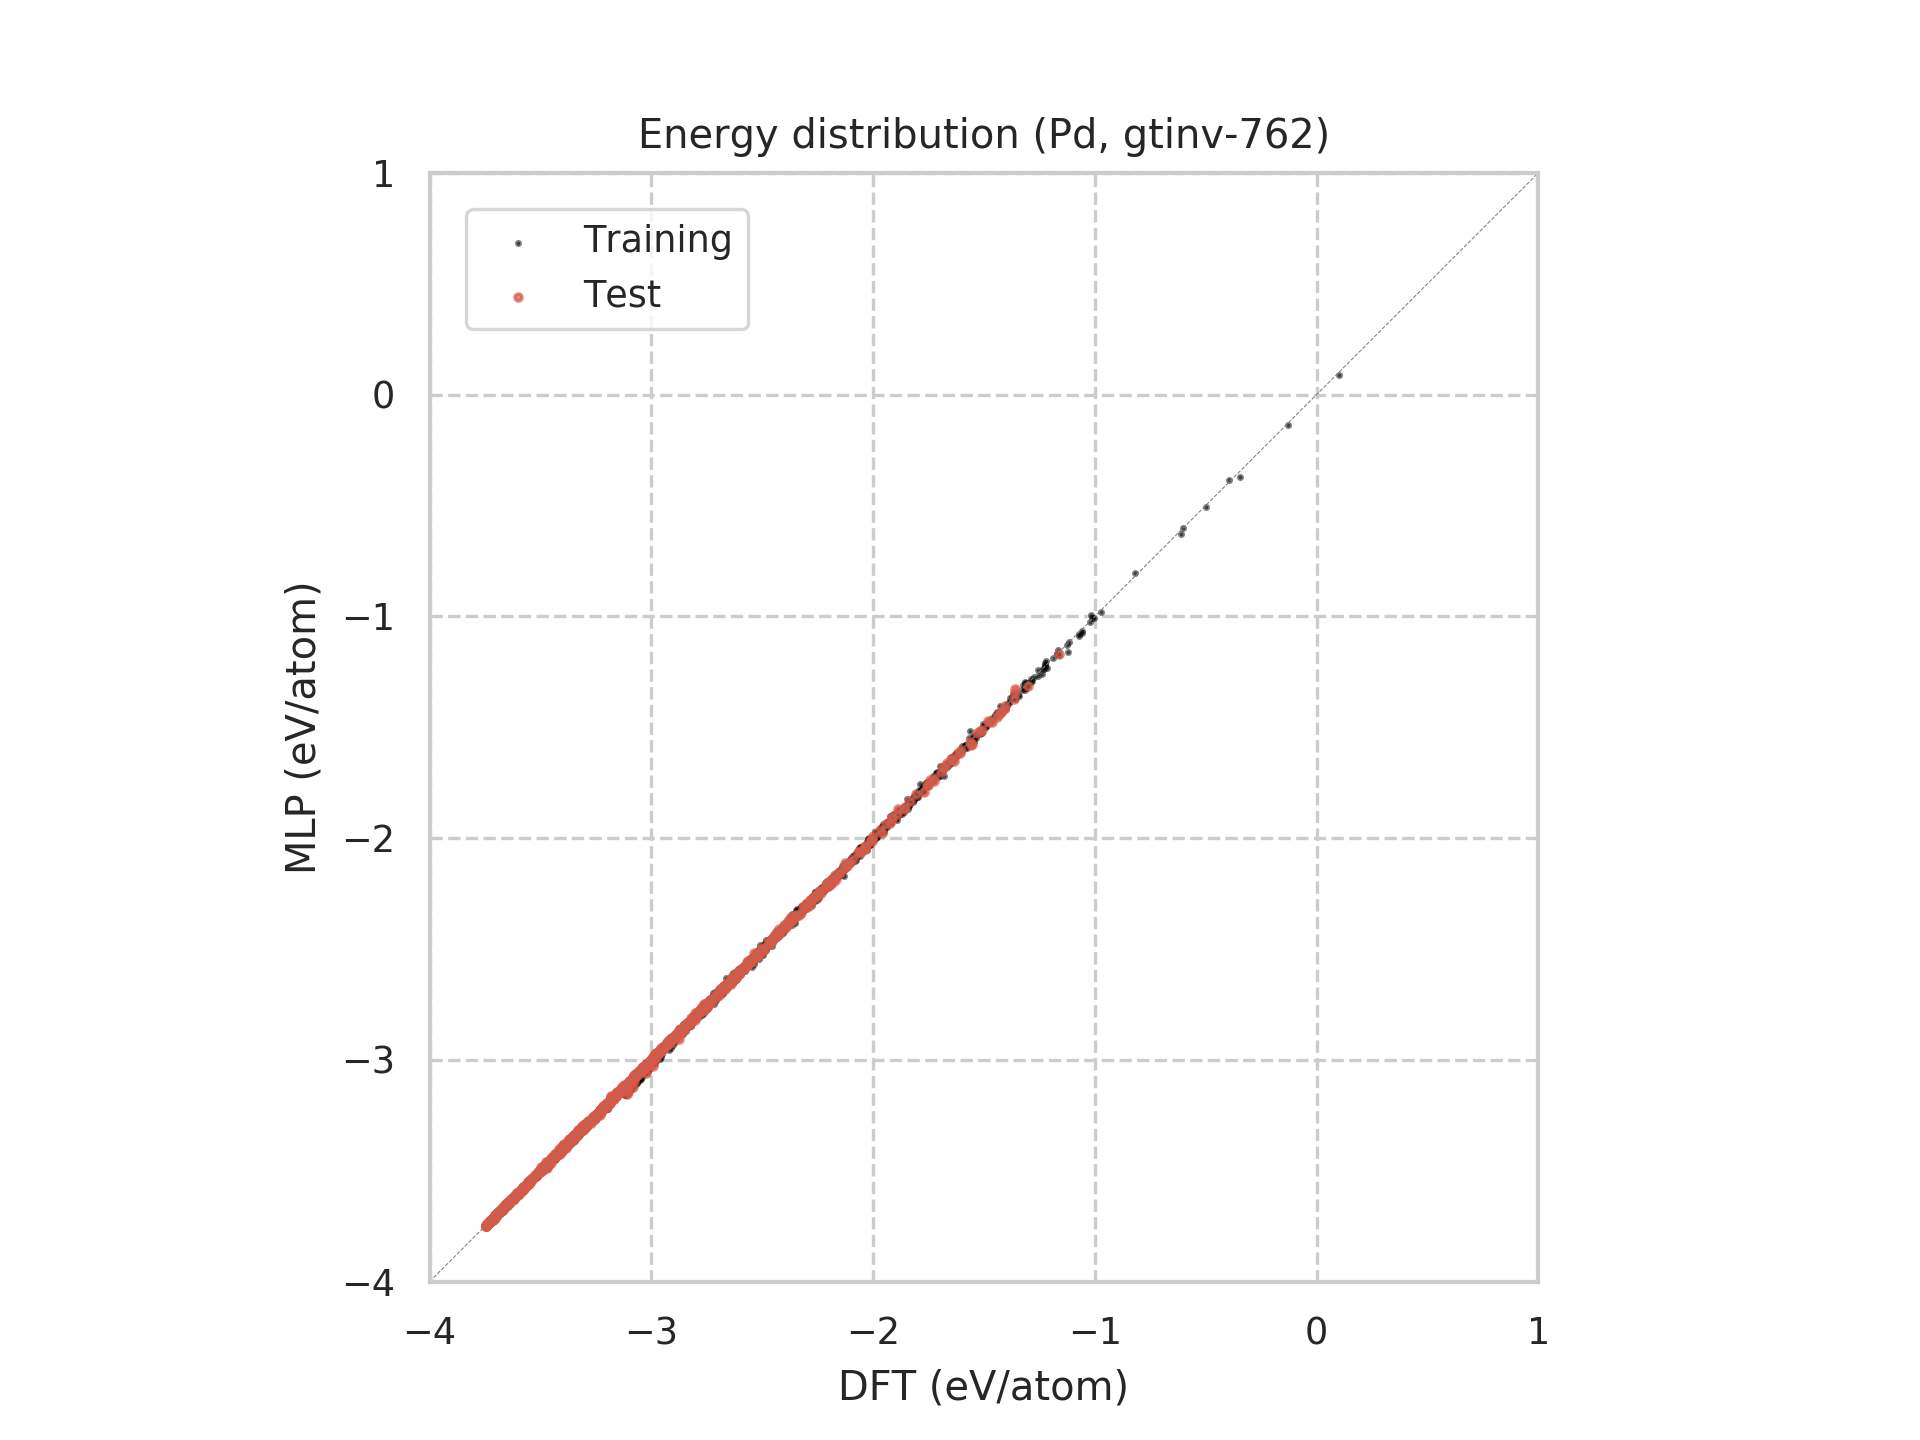 Energy distribution (Pd, gtinv-762)
Training
Test
1
0
−1
−2
−3
−4
MLP (eV/atom)
−4 −3 −2 −1 0 1
DFT (eV/atom)